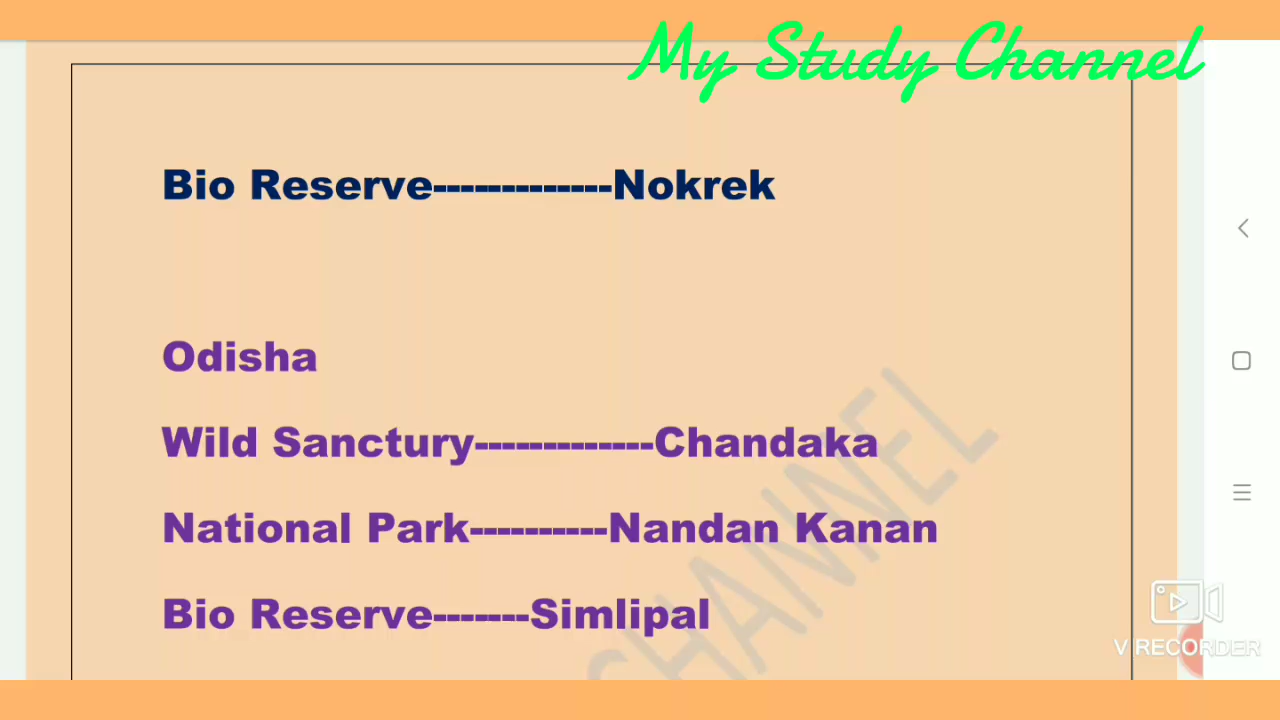 My Study Channel
Bio Reserve-------------Nokrek
Odisha
Wild Sanctury-------------Chandaka
National Park----------Nandan Kanan
Bio Reserve-------Simlipal
CHANNEL
V RECORDER